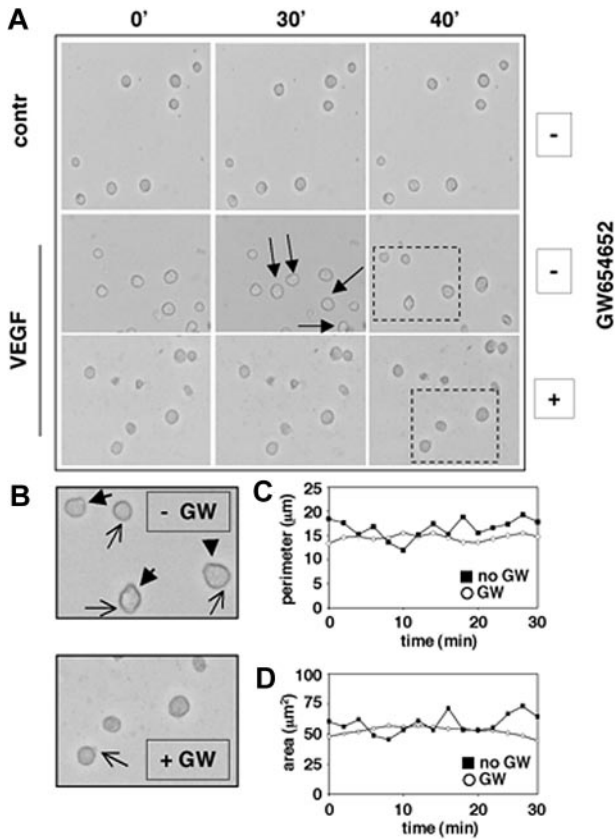 A
0' 30' 40'
contr
-
VEGF
-
+
GW654652
B
- GW
+ GW
C
perimeter (μm)
25
20
15
10
5
0
■ no GW
○ GW
0 10 20 30
time (min)
D
area (μm²)
100
75
50
25
0
■ no GW
○ GW
0 10 20 30
time (min)